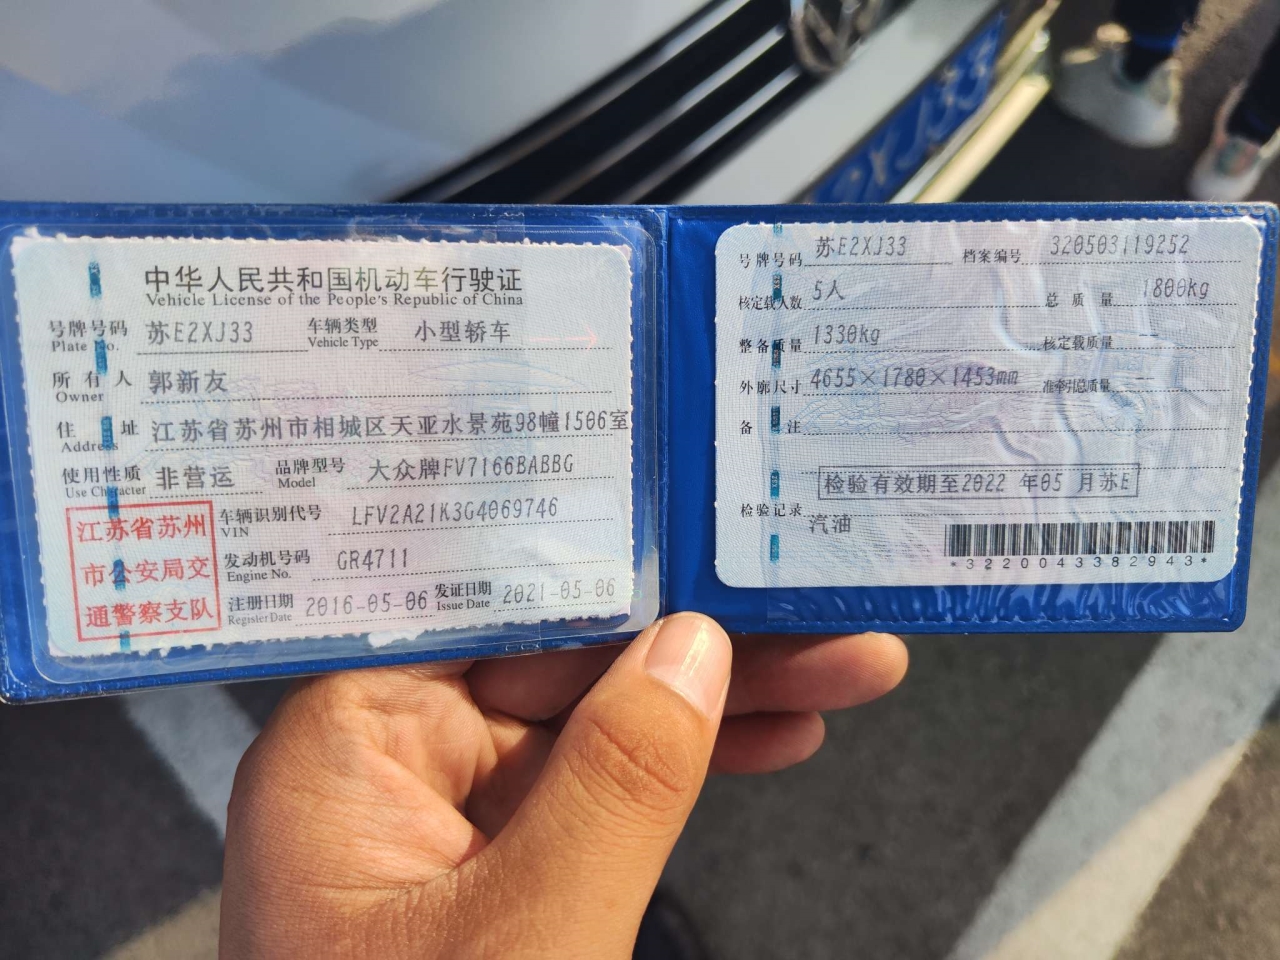 中华人民共和国机动车行驶证
Vehicle License of the People's Republic of China
号牌号码 苏E2XJ33 车辆类型 小型轿车
Plate No. Vehicle Type
所有人 郭新友
Owner
住址 江苏省苏州市相城区天亚水景苑98幢1506室
Address
使用性质 非营运 品牌型号 大众牌FV7166BABBG
Use Character Model
江苏省苏州
市公安局交
通警察支队
车辆识别代号 LFV2A21K3G4069746
VIN
发动机号码 GR4711
Engine No.
注册日期 2016-05-06 发证日期 2021-05-06
Register Date Issue Date
号牌号码 苏E2XJ33 档案编号 320503119252
核定载人数 5人 总质量 1800kg
整备质量 1330kg 核定载质量 --
外廓尺寸 4655×1780×1453mm 准牵引总质量 --
备注
检验有效期至2022 年05 月苏E
检验记录
汽油
*3220043382943*
2XJ33